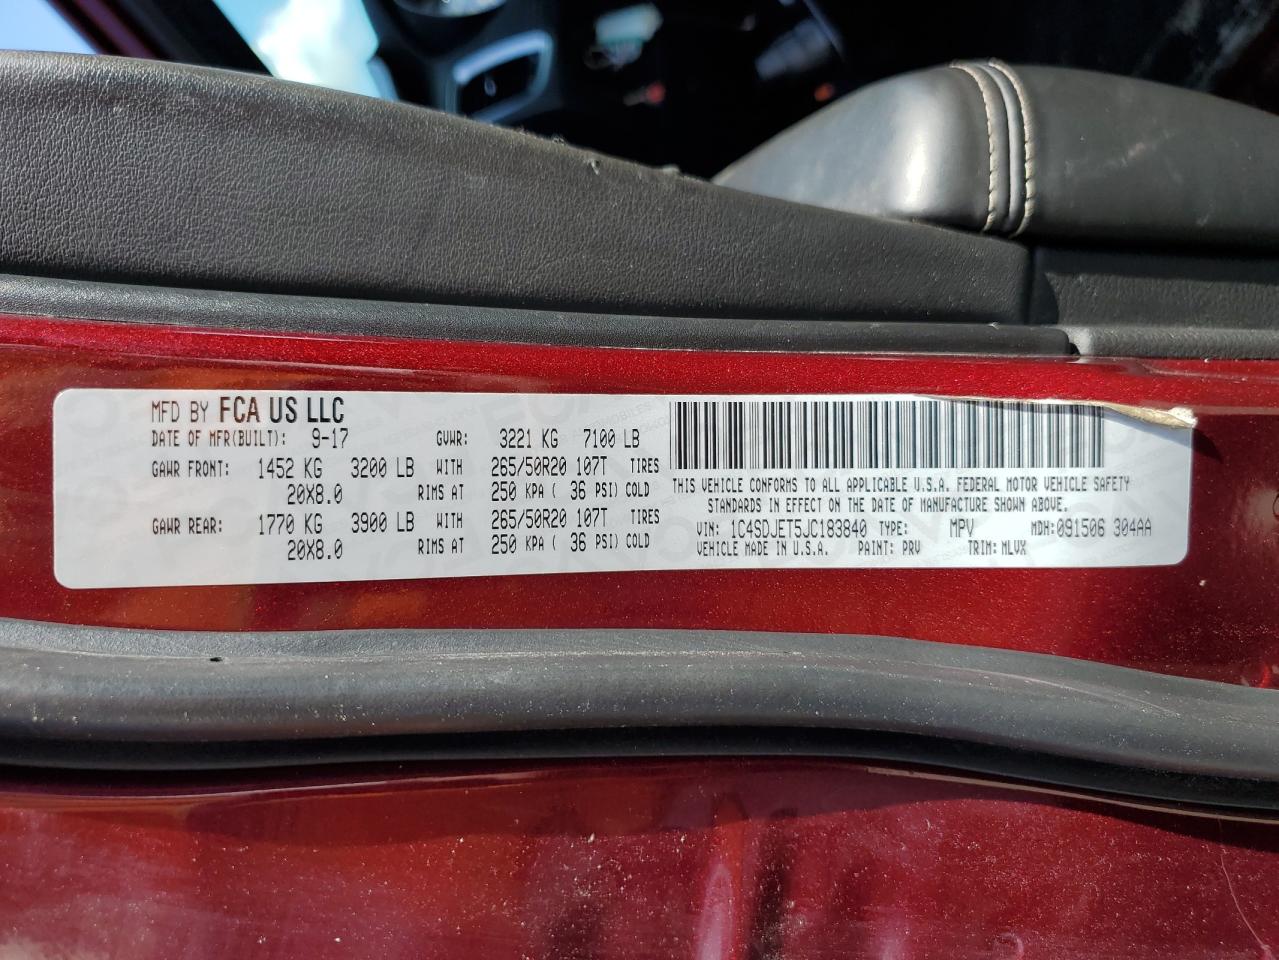 MFD BY FCA US LLC
DATE OF MFR(BUILT): 9-17 GVWR: 3221 KG 7100 LB
GAWR FRONT: 1452 KG 3200 LB WITH 265/50R20 107T TIRES
20X8.0 RIMS AT 250 KPA ( 36 PSI) COLD
GAWR REAR: 1770 KG 3900 LB WITH 265/50R20 107T TIRES
20X8.0 RIMS AT 250 KPA ( 36 PSI) COLD
THIS VEHICLE CONFORMS TO ALL APPLICABLE U.S.A. FEDERAL MOTOR VEHICLE SAFETY
STANDARDS IN EFFECT ON THE DATE OF MANUFACTURE SHOWN ABOVE.
VIN: 1C4SDJET5JC183840 TYPE: MPV MDH:091506 304AA
VEHICLE MADE IN U.S.A. PAINT: PRV TRIM: MLVX